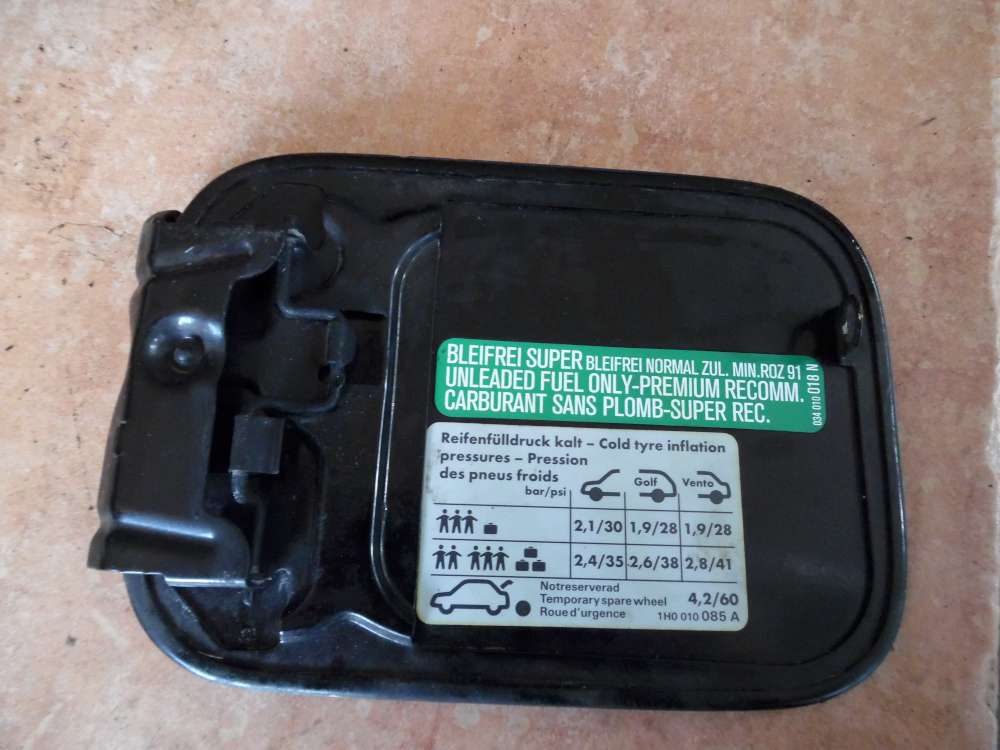 BLEIFREI SUPER BLEIFREI NORMAL ZUL. MIN.ROZ 91
UNLEADED FUEL ONLY-PREMIUM RECOMM.
CARBURANT SANS PLOMB-SUPER REC.
034 010 018 N
Reifenfülldruck kalt – Cold tyre inflation
pressures – Pression
des pneus froids
bar/psi
Golf
Vento
2,1/30 1,9/28 1,9/28
2,4/35 2,6/38 2,8/41
Notreserverad
Temporary spare wheel 4,2/60
Roue d'urgence
1H0 010 085 A